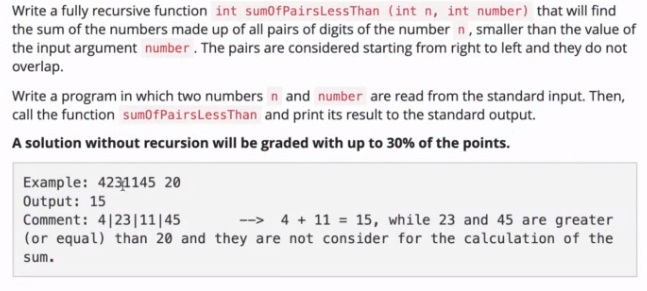 Write a fully recursive function int sumOfPairsLessThan (int n, int number) that will find
the sum of the numbers made up of all pairs of digits of the number n, smaller than the value of
the input argument number. The pairs are considered starting from right to left and they do not
overlap.
Write a program in which two numbers n and number are read from the standard input. Then,
call the function sumOfPairsLessThan and print its result to the standard output.
A solution without recursion will be graded with up to 30% of the points.
Example: 4231145 20
Output: 15
Comment: 4|23|11|45 --> 4 + 11 = 15, while 23 and 45 are greater
(or equal) than 20 and they are not consider for the calculation of the
sum.